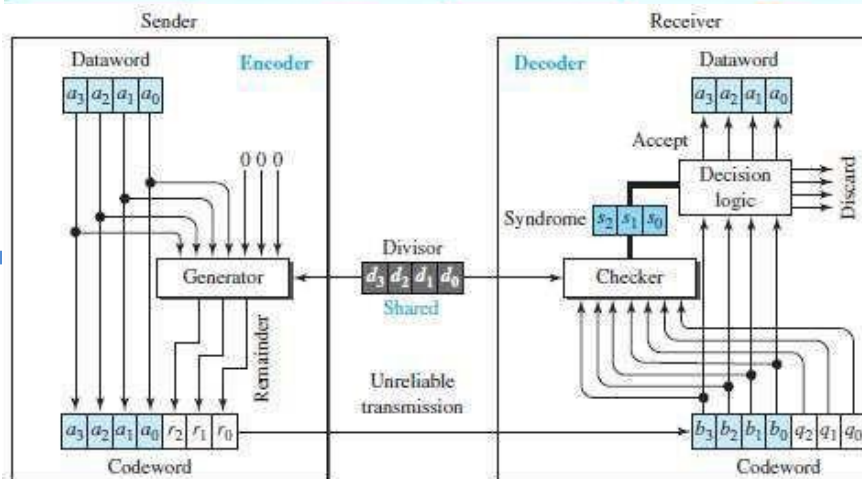 Sender
Encoder
Dataword
a3 a2 a1 a0
0 0 0
Generator
Remainder
a3 a2 a1 a0 r2 r1 r0
Codeword
Divisor
d3 d2 d1 d0
Shared
Unreliable
transmission
Receiver
Decoder
Dataword
a3 a2 a1 a0
Accept
Decision
logic
Discard
Syndrome
s2 s1 s0
Checker
b3 b2 b1 b0 q2 q1 q0
Codeword